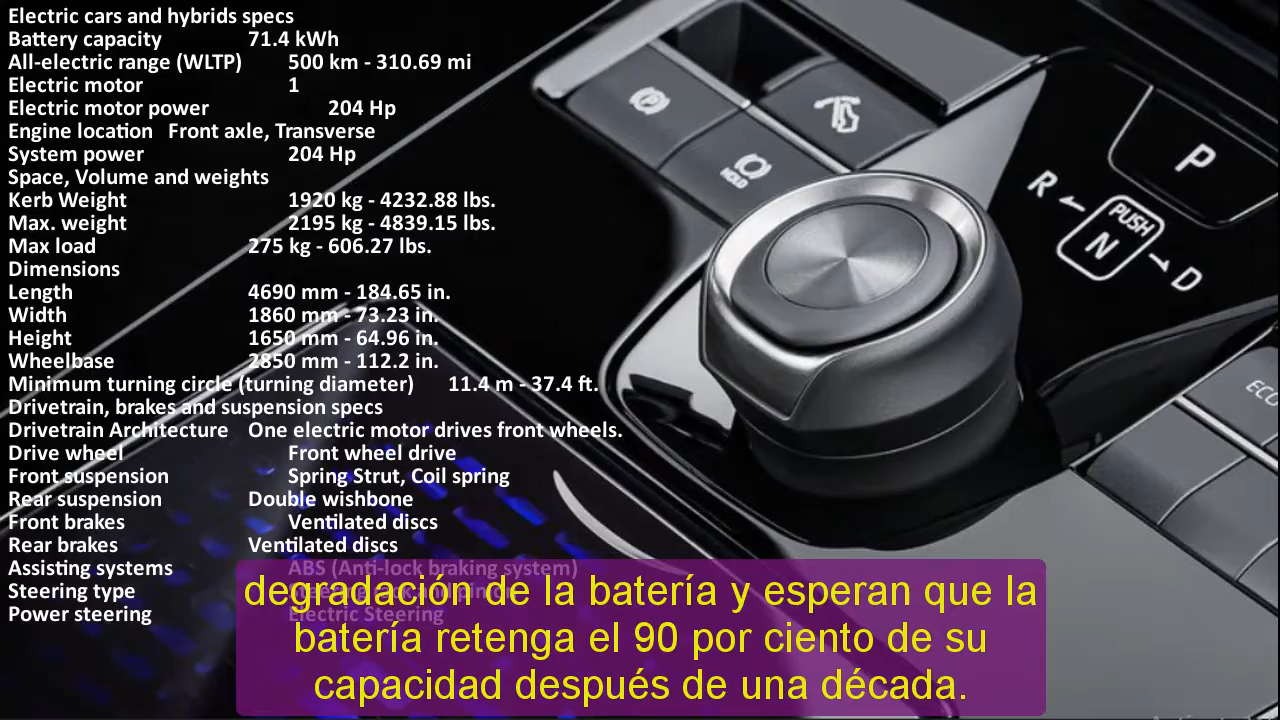 Electric cars and hybrids specs
Battery capacity 71.4 kWh
All-electric range (WLTP) 500 km - 310.69 mi
Electric motor 1
Electric motor power 204 Hp
Engine location Front axle, Transverse
System power 204 Hp
Space, Volume and weights
Kerb Weight 1920 kg - 4232.88 lbs.
Max. weight 2195 kg - 4839.15 lbs.
Max load 275 kg - 606.27 lbs.
Dimensions
Length 4690 mm - 184.65 in.
Width 1860 mm - 73.23 in.
Height 1650 mm - 64.96 in.
Wheelbase 2850 mm - 112.2 in.
Minimum turning circle (turning diameter) 11.4 m - 37.4 ft.
Drivetrain, brakes and suspension specs
Drivetrain Architecture One electric motor drives front wheels.
Drive wheel Front wheel drive
Front suspension Spring Strut, Coil spring
Rear suspension Double wishbone
Front brakes Ventilated discs
Rear brakes Ventilated discs
Assisting systems ABS (Anti-lock braking system)
Steering type
Power steering Electric Steering
degradación de la batería y esperan que la
batería retenga el 90 por ciento de su
capacidad después de una década.
P
HOLD
P
R
PUSH
N
D
ECO